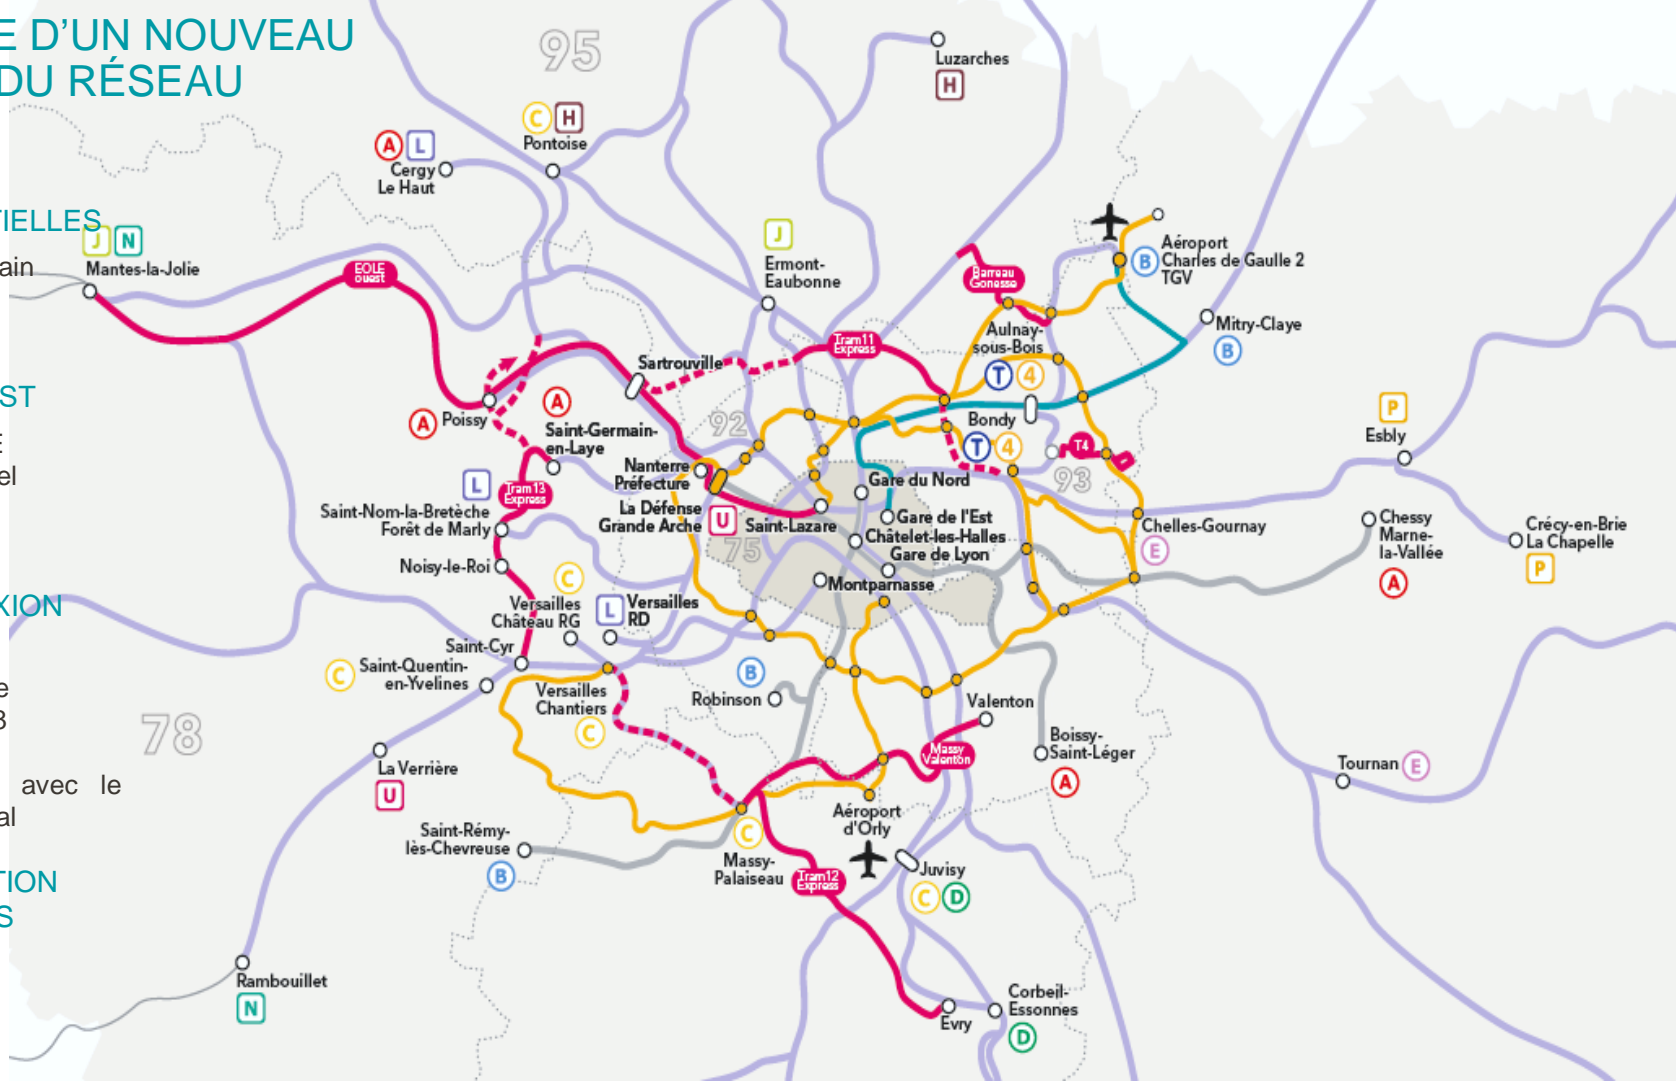 E D’UN NOUVEAU
DU RÉSEAU
TIELLES
ain
ST
E
el
XION
e
3
avec le
al
TION
S
95
Luzarches
H
C H
Pontoise
A L
Cergy
Le Haut
J N
Mantes-la-Jolie
EOLE
ouest
J
Ermont-
Eaubonne
Aéroport
B Charles de Gaulle 2
TGV
Barreau
Gonesse
Mitry-Claye
B
Aulnay-
sous-Bois
T 4
Tram11
Express
Sartrouville
A Poissy
A
Saint-Germain-
en-Laye
92
Bondy
T 4
T4
93
P
Esbly
Nanterre
Préfecture
La Défense
Grande Arche
U
Saint-Lazare
Gare du Nord
Gare de l'Est
Châtelet-les-Halles
Gare de Lyon
75
Montparnasse
L
Tram13
Express
Saint-Nom-la-Bretèche
Forêt de Marly
Noisy-le-Roi
Chelles-Gournay
E
Chessy
Marne-
la-Vallée
A
Crécy-en-Brie
La Chapelle
P
C
Versailles
Château RG
L Versailles
RD
Saint-Cyr
C Saint-Quentin-
en-Yvelines
Versailles
Chantiers
C
B
Robinson
Valenton
Massy
Valenton
Boissy-
Saint-Léger
A
78
La Verrière
U
Tournan E
Aéroport
d'Orly
Saint-Rémy-
lès-Chevreuse
B
C
Massy-
Palaiseau
Tram12
Express
Juvisy
C D
Rambouillet
N
Evry
Corbeil-
Essonnes
D